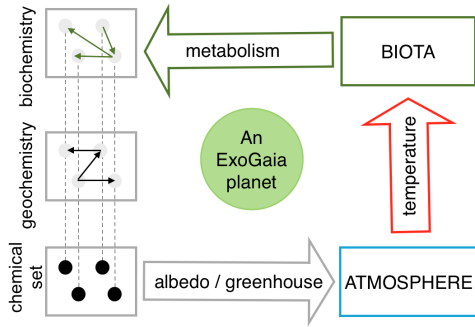 biochemistry
metabolism
BIOTA
geochemistry
An
ExoGaia
planet
temperature
chemical
set
albedo / greenhouse
ATMOSPHERE